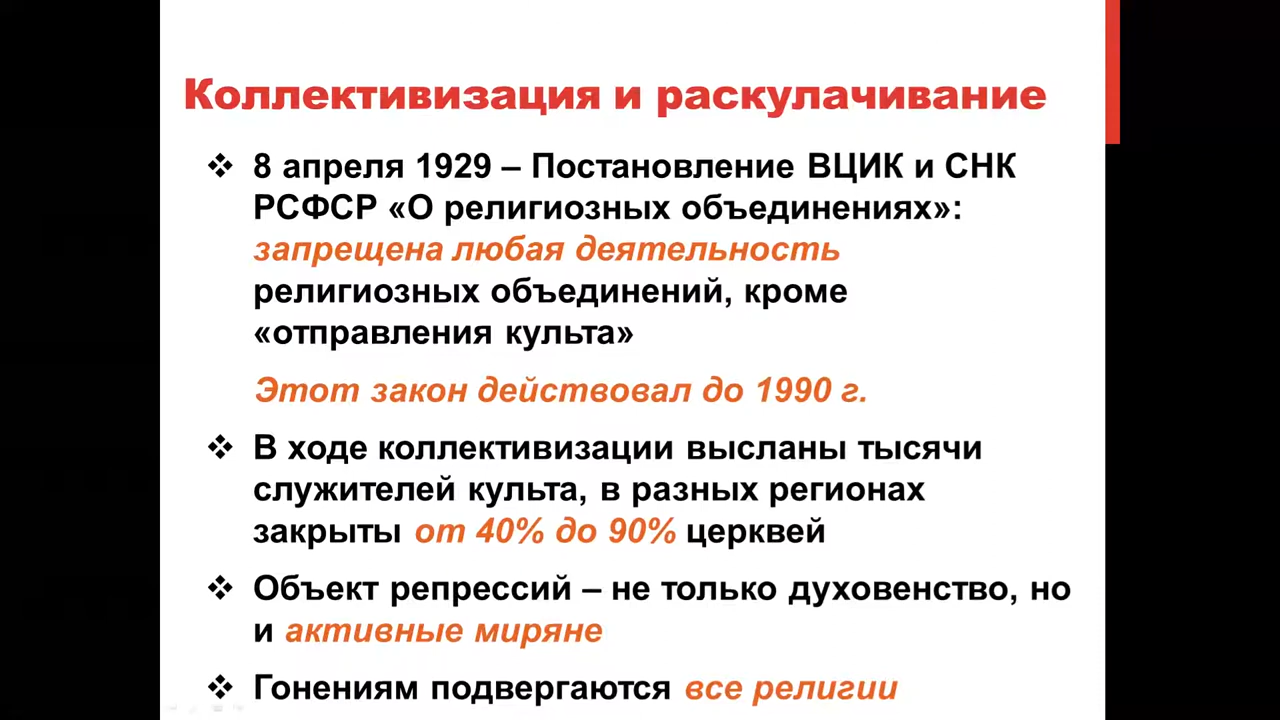 Коллективизация и раскулачивание
❖ 8 апреля 1929 – Постановление ВЦИК и СНК
РСФСР «О религиозных объединениях»:
запрещена любая деятельность
религиозных объединений, кроме
«отправления культа»
Этот закон действовал до 1990 г.
❖ В ходе коллективизации высланы тысячи
служителей культа, в разных регионах
закрыты от 40% до 90% церквей
❖ Объект репрессий – не только духовенство, но
и активные миряне
❖ Гонениям подвергаются все религии